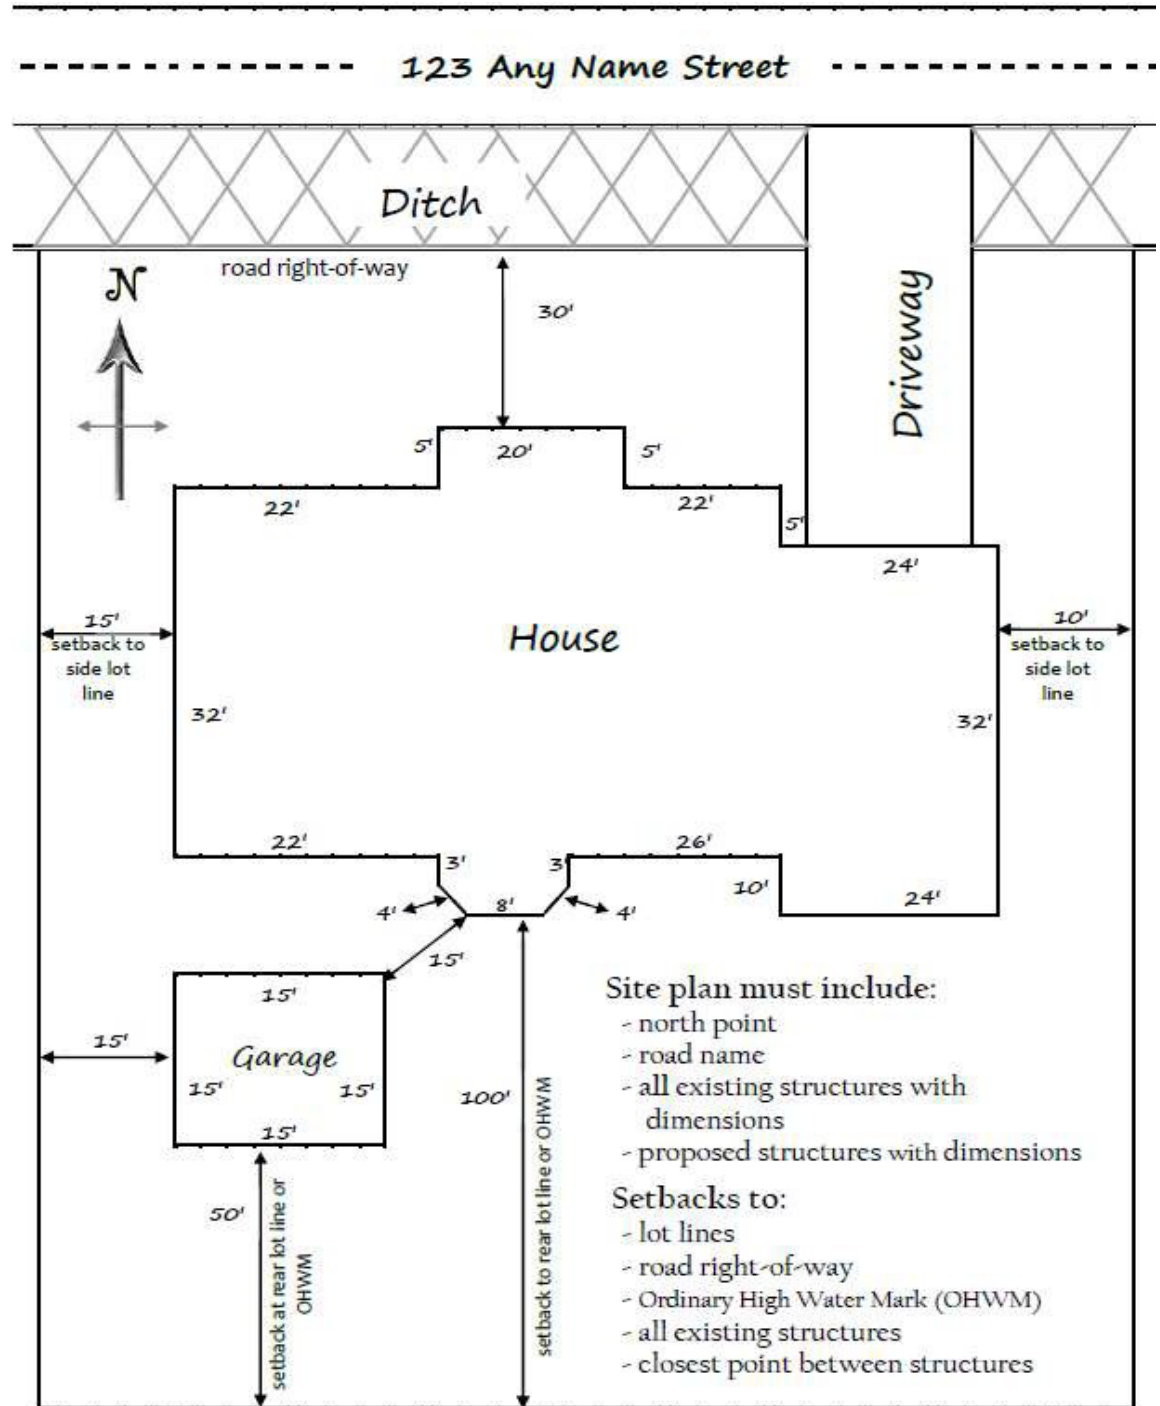 123 Any Name Street
Ditch
road right-of-way
N
30'
Driveway
5'
20'
5'
22'
22'
5'
24'
15'
setback to
side lot
line
House
10'
setback to
side lot
line
32'
32'
22'
26'
3'
3'
10'
4'
8'
4'
24'
15'
15'
15'
Garage
15'
15'
15'
50'
setback at rear lot line or
OHWM
100'
setback to rear lot line or OHWM
Site plan must include:
- north point
- road name
- all existing structures with
dimensions
- proposed structures with dimensions
Setbacks to:
- lot lines
- road right-of-way
- Ordinary High Water Mark (OHWM)
- all existing structures
- closest point between structures